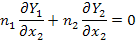 n₁ ∂Y₁/∂x₂ + n₂ ∂Y₂/∂x₂ = 0